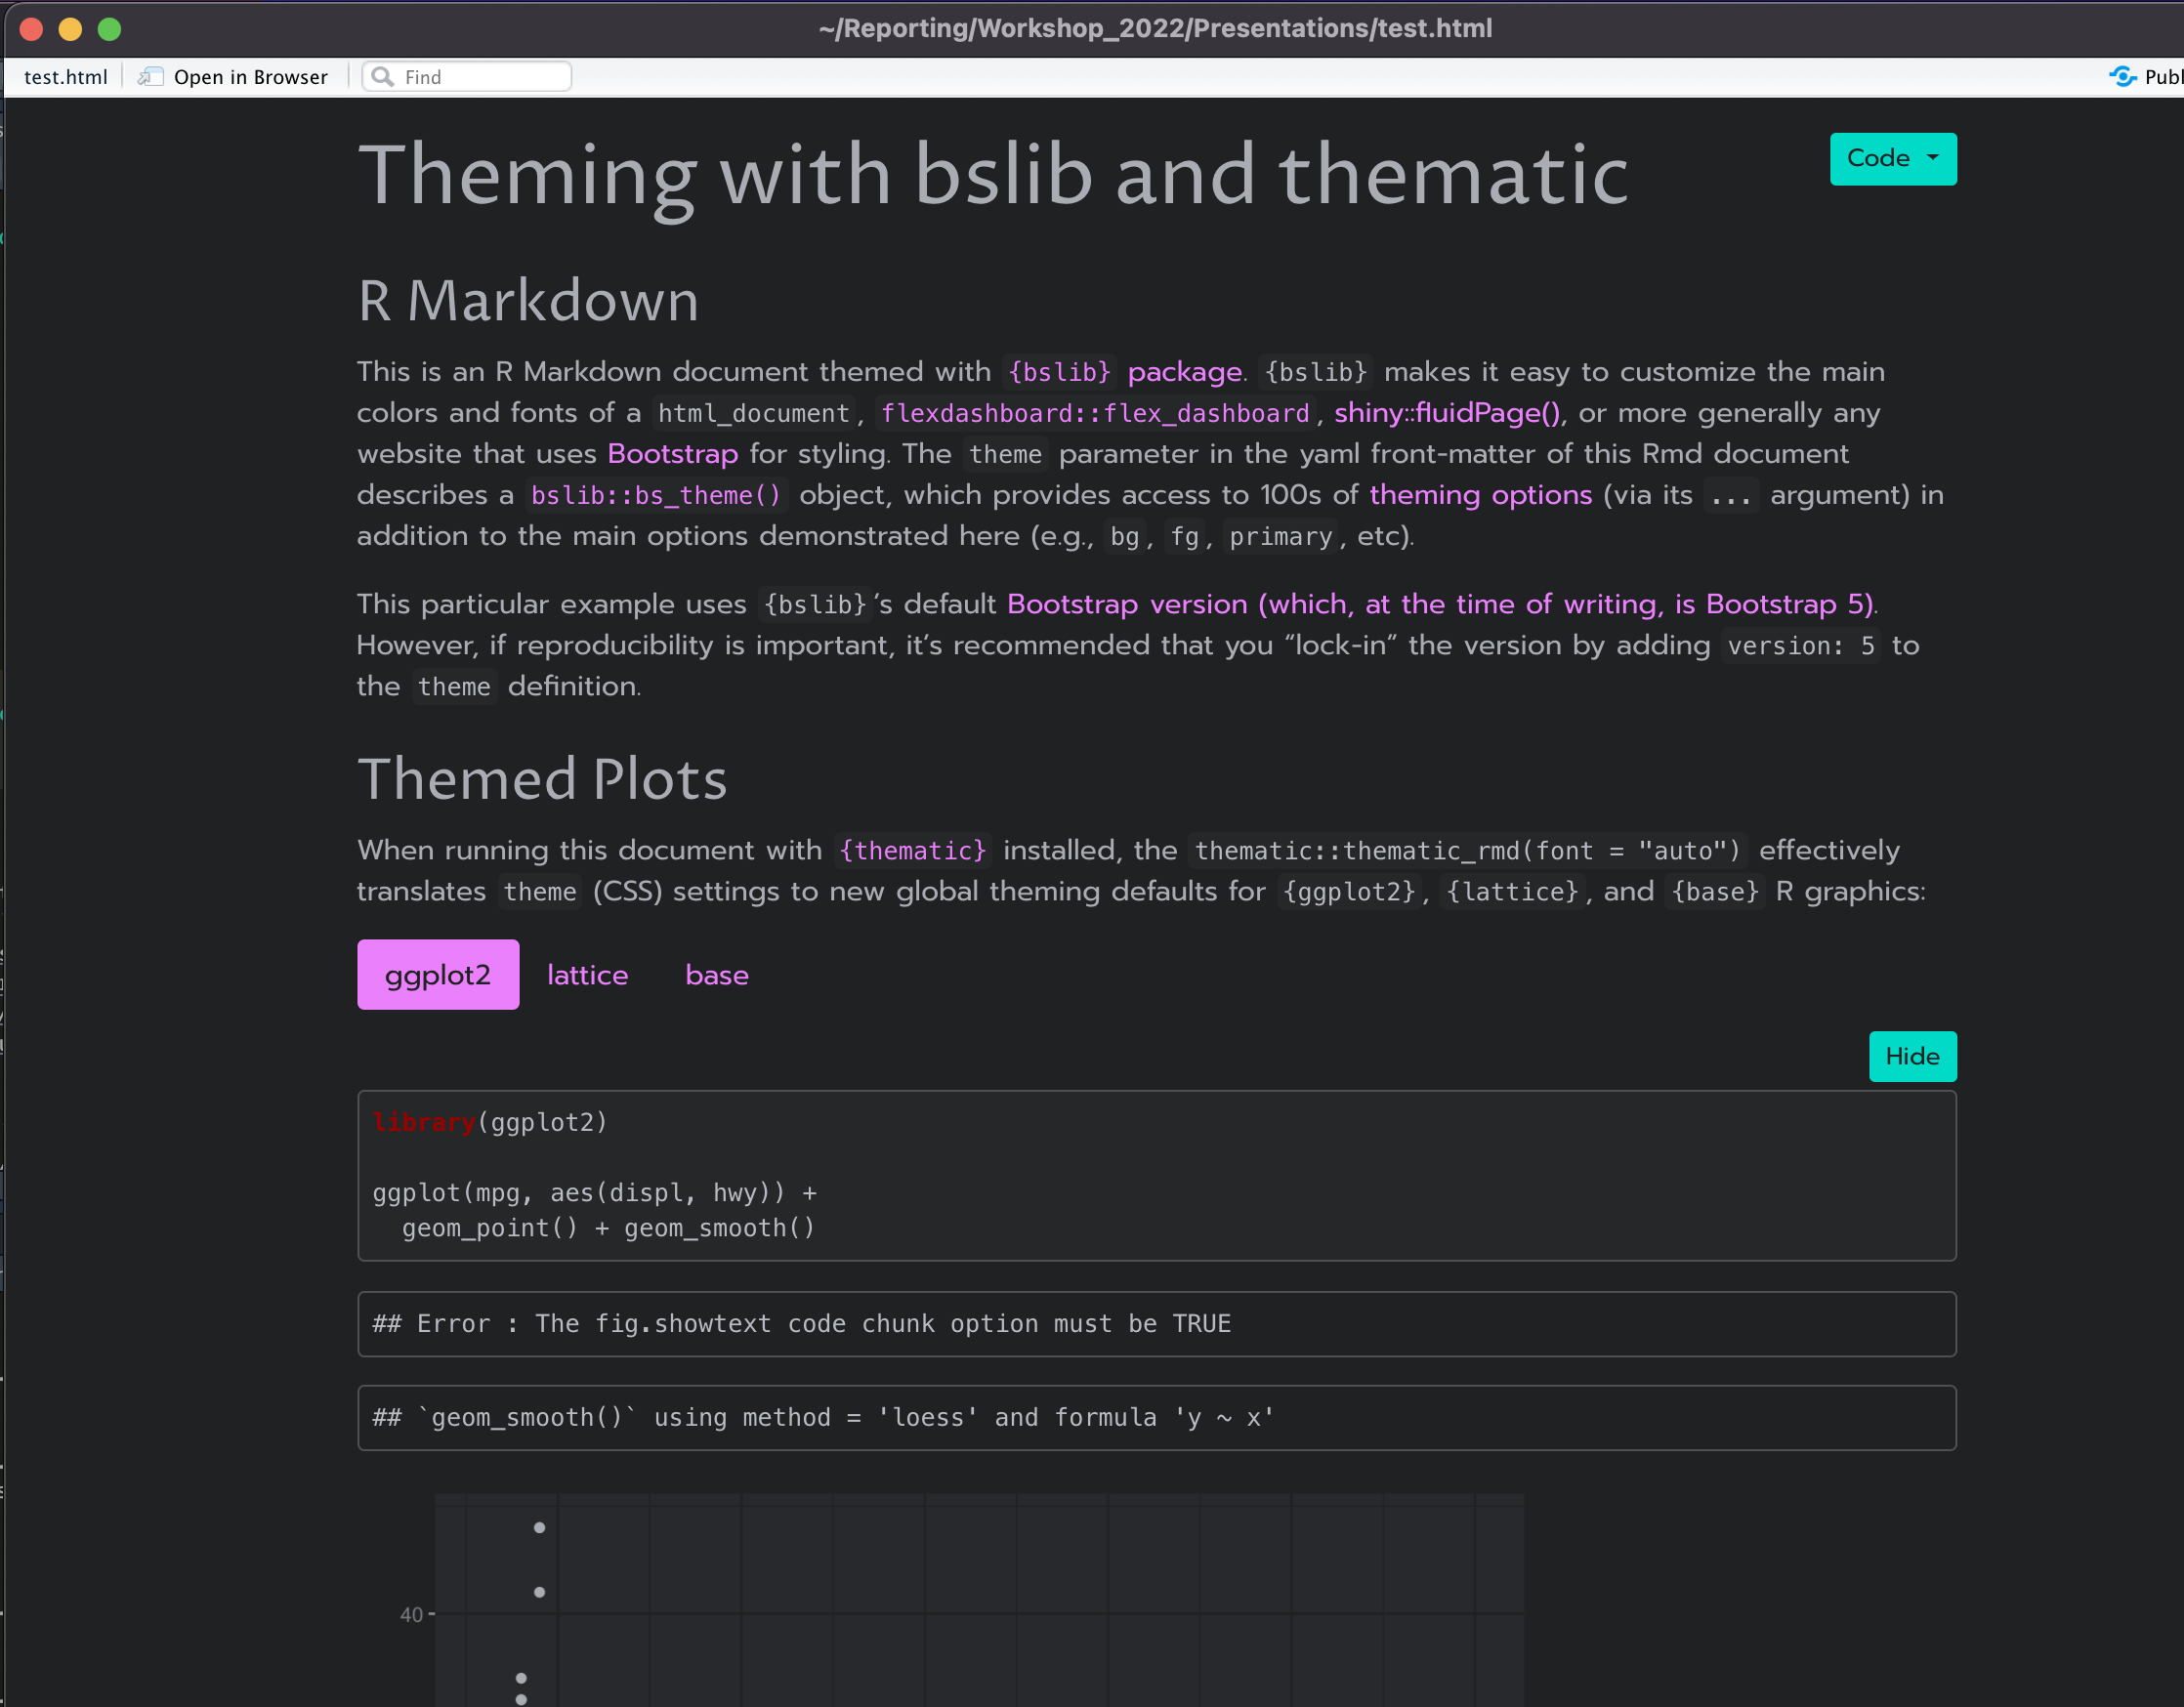 ~/Reporting/Workshop_2022/Presentations/test.html
test.html Open in Browser Find Publ
Theming with bslib and thematic
Code
R Markdown
This is an R Markdown document themed with {bslib} package. {bslib} makes it easy to customize the main
colors and fonts of a html_document, flexdashboard::flex_dashboard, shiny::fluidPage(), or more generally any
website that uses Bootstrap for styling. The theme parameter in the yaml front-matter of this Rmd document
describes a bslib::bs_theme() object, which provides access to 100s of theming options (via its ... argument) in
addition to the main options demonstrated here (e.g., bg, fg, primary, etc).
This particular example uses {bslib}’s default Bootstrap version (which, at the time of writing, is Bootstrap 5).
However, if reproducibility is important, it’s recommended that you “lock-in” the version by adding version: 5 to
the theme definition.
Themed Plots
When running this document with {thematic} installed, the thematic::thematic_rmd(font = "auto") effectively
translates theme (CSS) settings to new global theming defaults for {ggplot2}, {lattice}, and {base} R graphics:
ggplot2 lattice base
Hide
library(ggplot2)
ggplot(mpg, aes(displ, hwy)) +
  geom_point() + geom_smooth()
## Error : The fig.showtext code chunk option must be TRUE
## `geom_smooth()` using method = 'loess' and formula 'y ~ x'
40